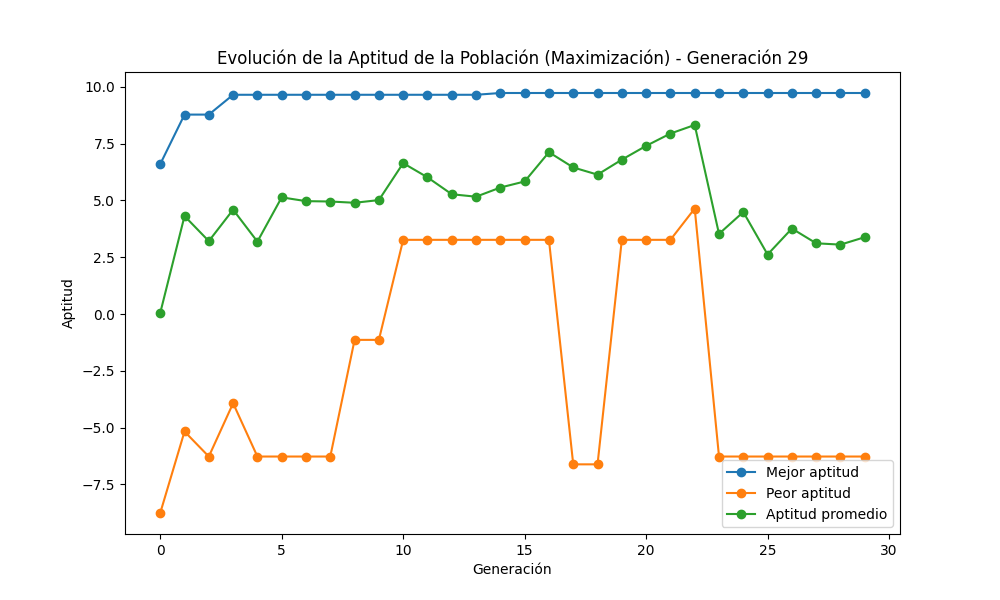 Evolución de la Aptitud de la Población (Maximización) - Generación 29
10.0
7.5
5.0
2.5
0.0
−2.5
−5.0
−7.5
Aptitud
Mejor aptitud
Peor aptitud
Aptitud promedio
0 5 10 15 20 25 30
Generación